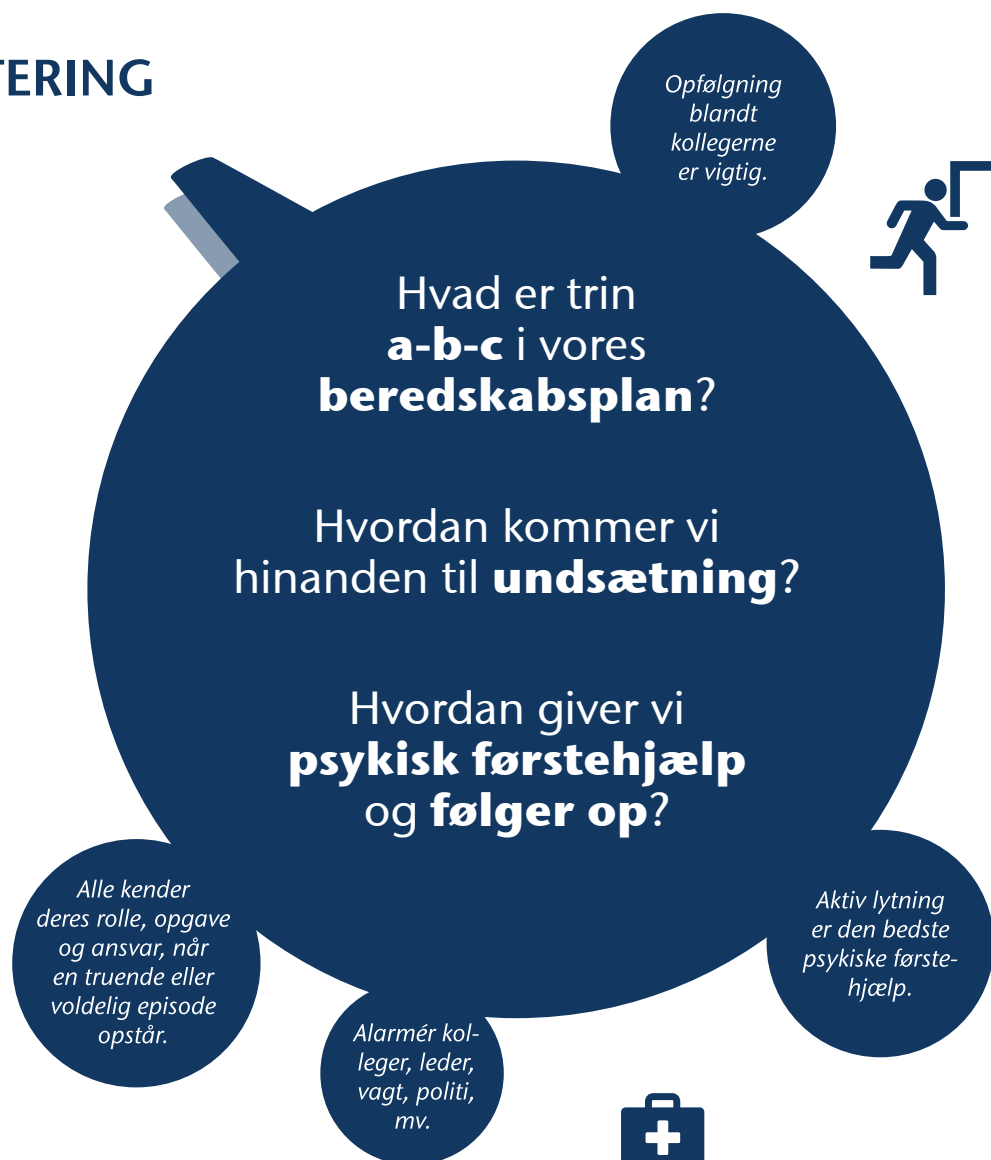 TERING
Opfølgning
blandt
kollegerne
er vigtig.
Hvad er trin
a-b-c i vores
beredskabsplan?
Hvordan kommer vi
hinanden til undsætning?
Hvordan giver vi
psykisk førstehjælp
og følger op?
Alle kender
deres rolle, opgave
og ansvar, når
en truende eller
voldelig episode
opstår.
Alarmér kol-
leger, leder,
vagt, politi,
mv.
Aktiv lytning
er den bedste
psykiske første-
hjælp.